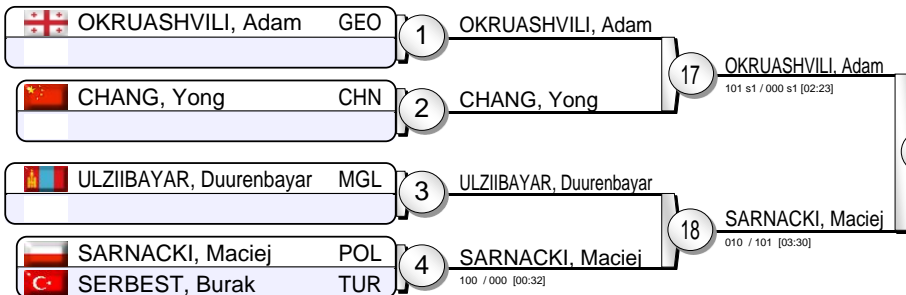 OKRUASHVILI, Adam GEO
1
OKRUASHVILI, Adam
17
OKRUASHVILI, Adam
101 s1 / 000 s1 [02:23]
CHANG, Yong CHN
2
CHANG, Yong
ULZIIBAYAR, Duurenbayar MGL
3
ULZIIBAYAR, Duurenbayar
18
SARNACKI, Maciej
010 / 101 [03:30]
SARNACKI, Maciej POL
SERBEST, Burak TUR
4
SARNACKI, Maciej
100 / 000 [00:32]